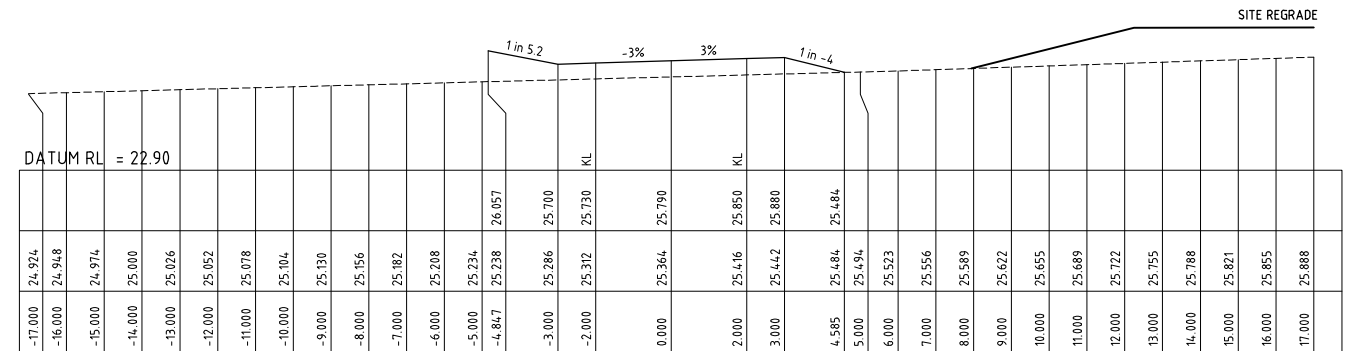 SITE REGRADE
1 in 5.2 -3% 3% 1 in -4
DATUM RL = 22.90 KL KL
26.057 25.700 25.730 25.790 25.850 25.880 25.484
24.924 24.948 24.974 25.000 25.026 25.052 25.078 25.104 25.130 25.156 25.182 25.208 25.234 25.238 25.286 25.312 25.364 25.416 25.442 25.484 25.494 25.523 25.556 25.589 25.622 25.655 25.689 25.722 25.755 25.788 25.821 25.855 25.888
-17.000 -16.000 -15.000 -14.000 -13.000 -12.000 -11.000 -10.000 -9.000 -8.000 -7.000 -6.000 -5.000 -4.847 -3.000 -2.000 0.000 2.000 3.000 4.585 5.000 6.000 7.000 8.000 9.000 10.000 11.000 12.000 13.000 14.000 15.000 16.000 17.000